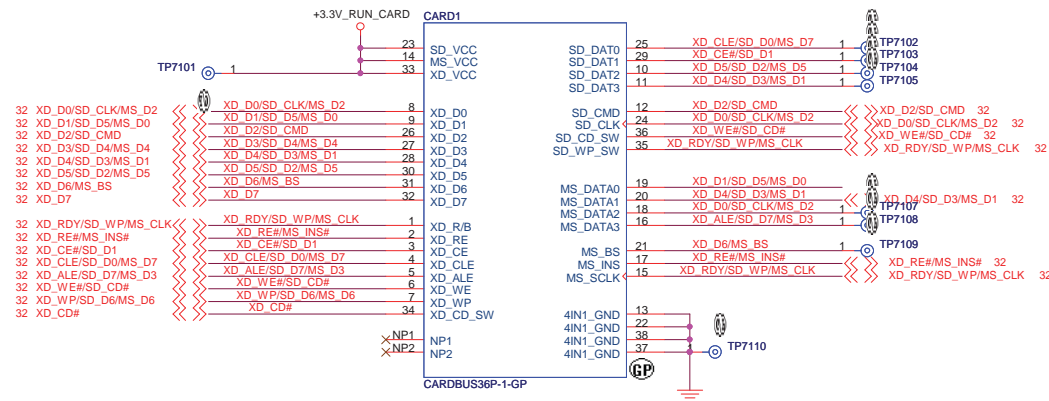 +3.3V_RUN_CARD
CARD1
TP7101 1
23 SD_VCC
14 MS_VCC
33 XD_VCC
32 XD_D0/SD_CLK/MS_D2 XD_D0/SD_CLK/MS_D2 8 XD_D0
32 XD_D1/SD_D5/MS_D0 XD_D1/SD_D5/MS_D0 9 XD_D1
32 XD_D2/SD_CMD XD_D2/SD_CMD 26 XD_D2
32 XD_D3/SD_D4/MS_D4 XD_D3/SD_D4/MS_D4 27 XD_D3
32 XD_D4/SD_D3/MS_D1 XD_D4/SD_D3/MS_D1 28 XD_D4
32 XD_D5/SD_D2/MS_D5 XD_D5/SD_D2/MS_D5 30 XD_D5
32 XD_D6/MS_BS XD_D6/MS_BS 31 XD_D6
32 XD_D7 XD_D7 32 XD_D7
32 XD_RDY/SD_WP/MS_CLK XD_RDY/SD_WP/MS_CLK 1 XD_R/B
32 XD_RE#/MS_INS# XD_RE#/MS_INS# 2 XD_RE
32 XD_CE#/SD_D1 XD_CE#/SD_D1 3 XD_CE
32 XD_CLE/SD_D0/MS_D7 XD_CLE/SD_D0/MS_D7 4 XD_CLE
32 XD_ALE/SD_D7/MS_D3 XD_ALE/SD_D7/MS_D3 5 XD_ALE
32 XD_WE#/SD_CD# XD_WE#/SD_CD# 6 XD_WE
32 XD_WP/SD_D6/MS_D6 XD_WP/SD_D6/MS_D6 7 XD_WP
32 XD_CD# XD_CD# 34 XD_CD_SW
NP1 NP1
NP2 NP2
SD_DAT0 25 XD_CLE/SD_D0/MS_D7 1 TP7102
SD_DAT1 29 XD_CE#/SD_D1 1 TP7103
SD_DAT2 10 XD_D5/SD_D2/MS_D5 1 TP7104
SD_DAT3 11 XD_D4/SD_D3/MS_D1 1 TP7105
SD_CMD 12 XD_D2/SD_CMD XD_D2/SD_CMD 32
SD_CLK 24 XD_D0/SD_CLK/MS_D2 XD_D0/SD_CLK/MS_D2 32
SD_CD_SW 36 XD_WE#/SD_CD# XD_WE#/SD_CD# 32
SD_WP_SW 35 XD_RDY/SD_WP/MS_CLK XD_RDY/SD_WP/MS_CLK 32
MS_DATA0 19 XD_D1/SD_D5/MS_D0
MS_DATA1 20 XD_D4/SD_D3/MS_D1 XD_D4/SD_D3/MS_D1 32
MS_DATA2 18 XD_D0/SD_CLK/MS_D2 1 TP7107
MS_DATA3 16 XD_ALE/SD_D7/MS_D3 1 TP7108
MS_BS 21 XD_D6/MS_BS 1 TP7109
MS_INS 17 XD_RE#/MS_INS# XD_RE#/MS_INS# 32
MS_SCLK 15 XD_RDY/SD_WP/MS_CLK XD_RDY/SD_WP/MS_CLK 32
4IN1_GND 13
4IN1_GND 22
4IN1_GND 38
4IN1_GND 37 1 TP7110
GP
CARDBUS36P-1-GP